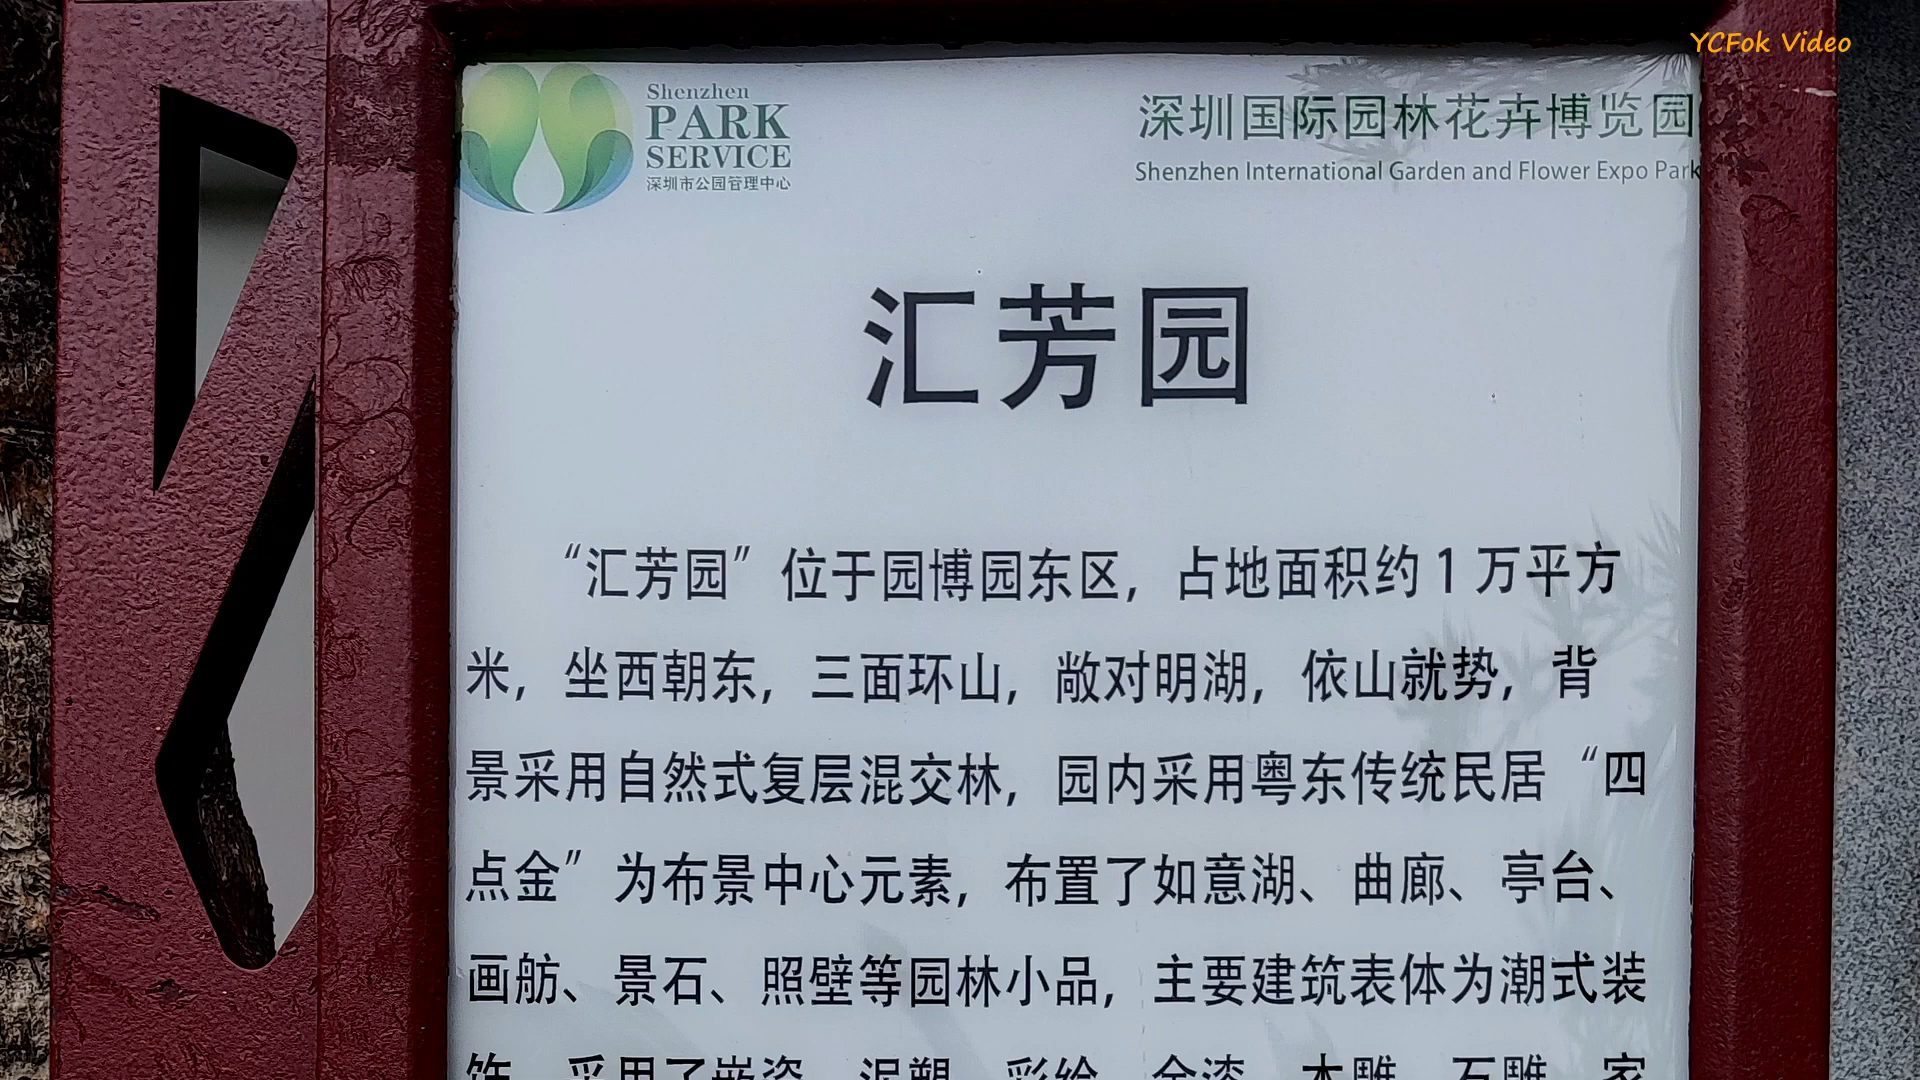 YCFok Video
Shenzhen
PARK
SERVICE
深圳市公园管理中心
深圳国际园林花卉博览园
Shenzhen International Garden and Flower Expo Park
汇芳园
“汇芳园”位于园博园东区，占地面积约1万平方
米，坐西朝东，三面环山，敞对明湖，依山就势，背
景采用自然式复层混交林，园内采用粤东传统民居“四
点金”为布景中心元素，布置了如意湖、曲廊、亭台、
画舫、景石、照壁等园林小品，主要建筑表体为潮式装
饰，采用了嵌瓷、泥塑、彩绘、金漆、木雕、石雕、家